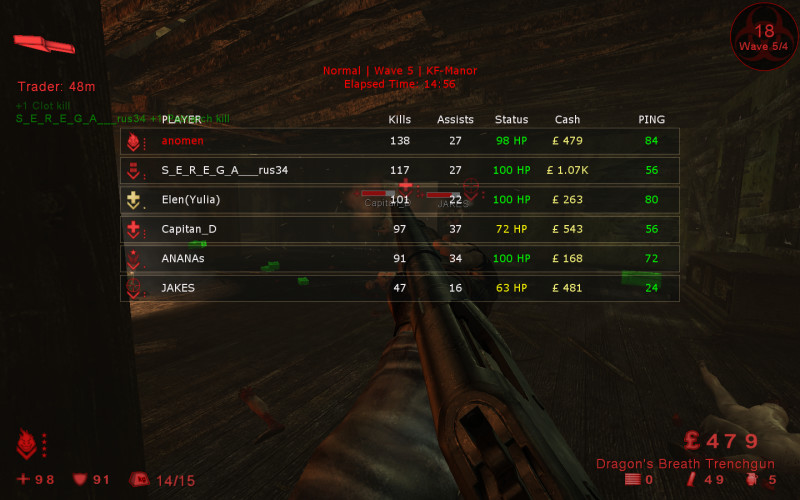 18
Wave 5/4
Trader: 48m
Normal | Wave 5 | KF-Manor
Elapsed Time: 14:56
+1 Clot kill
S_E_R_E_G_A___rus34 +1 kill
PLAYER Kills Assists Status Cash PING
anomen 138 27 98 HP £ 479 84
S_E_R_E_G_A___rus34 117 27 100 HP £ 1.07K 56
Elen(Yulia) 101 22 100 HP £ 263 80
Capitan_D JAKES
Capitan_D 97 37 72 HP £ 543 56
ANANAs 91 34 100 HP £ 168 72
JAKES 47 16 63 HP £ 481 24
£479
Dragon's Breath Trenchgun
98 91 14/15 0 49 5